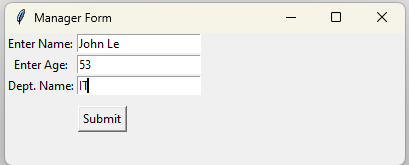 Manager Form
Enter Name: John Le
Enter Age: 53
Dept. Name: IT
Submit